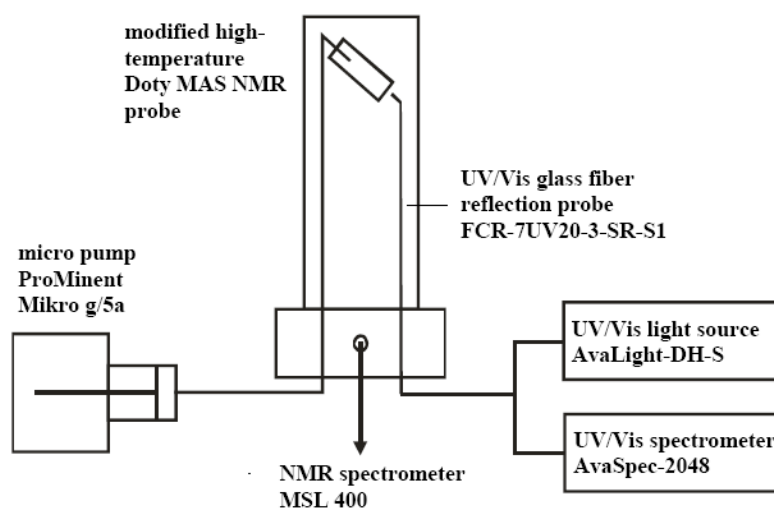 modified high-
temperature
Doty MAS NMR
probe
UV/Vis glass fiber
reflection probe
FCR-7UV20-3-SR-S1
micro pump
ProMinent
Mikro g/5a
UV/Vis light source
AvaLight-DH-S
UV/Vis spectrometer
AvaSpec-2048
NMR spectrometer
MSL 400